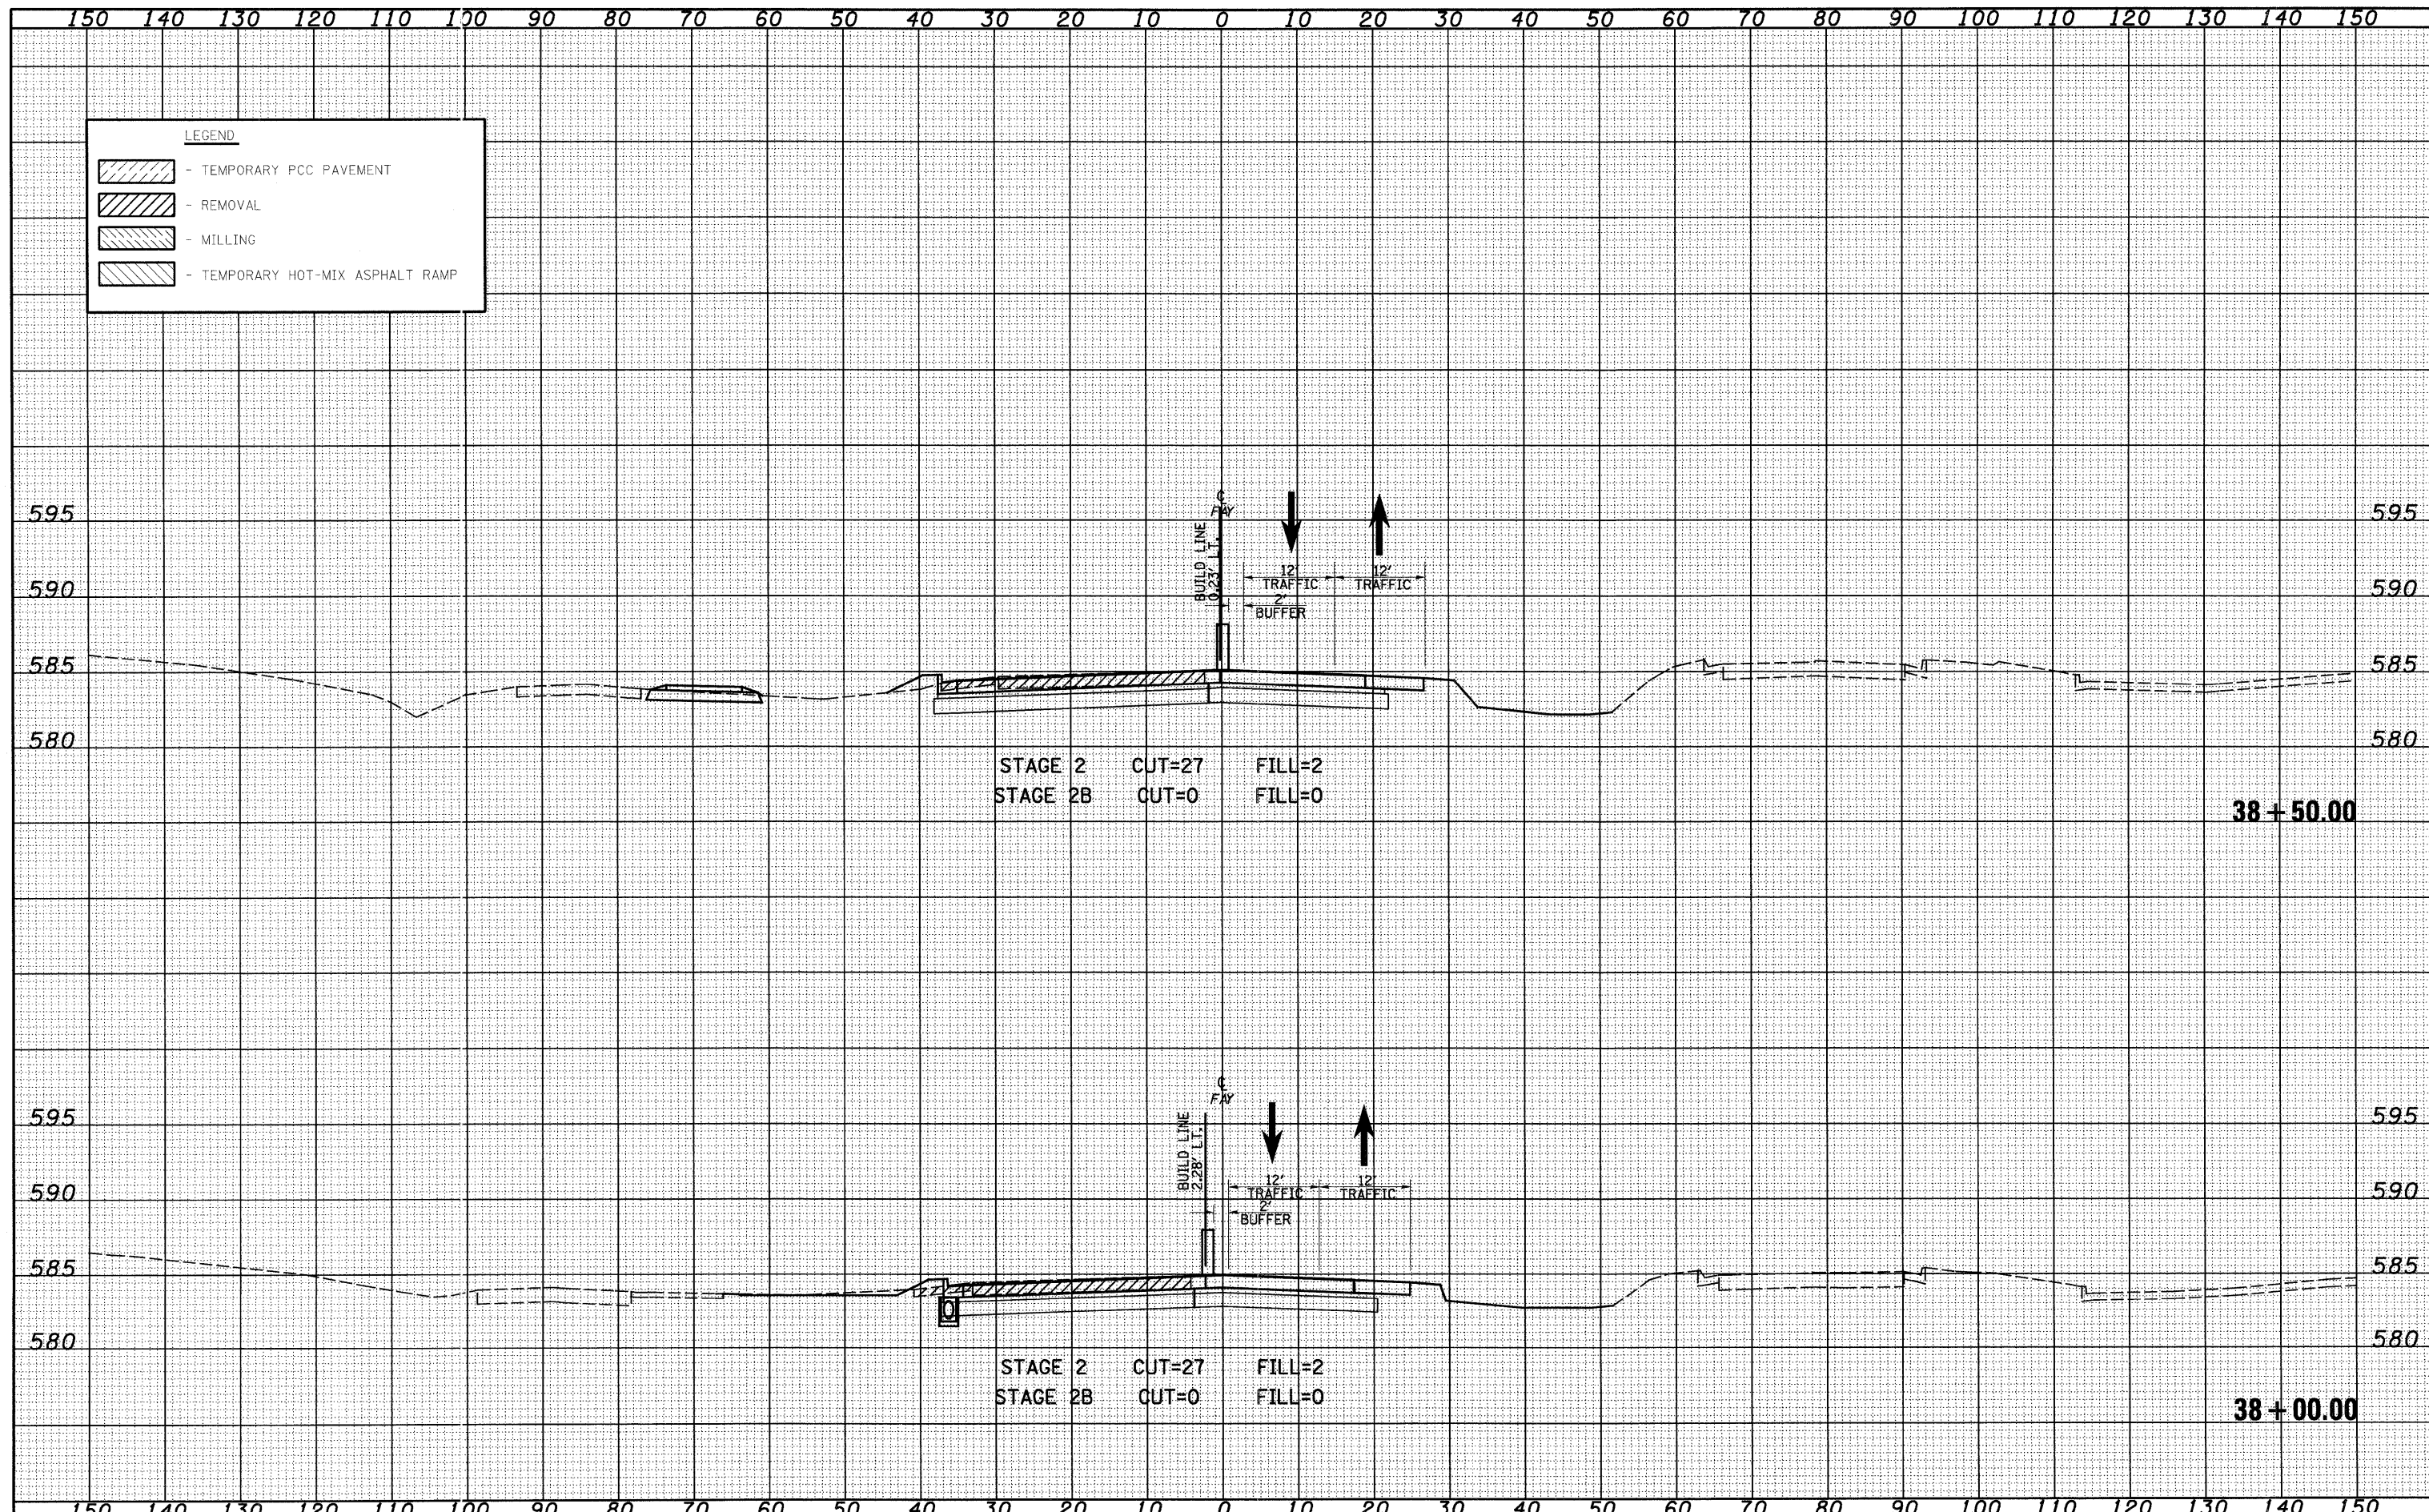 150 140 130 120 110 100 90 80 70 60 50 40 30 20 10 0 10 20 30 40 50 60 70 80 90 100 110 120 130 140 150
LEGEND
- TEMPORARY PCC PAVEMENT
- REMOVAL
- MILLING
- TEMPORARY HOT-MIX ASPHALT RAMP
℄
FAY
BUILD LINE
0.23' LT.
595 595
12' 12'
TRAFFIC TRAFFIC
590 590
2'
BUFFER
585 585
580 580
STAGE 2 CUT=27 FILL=2
STAGE 2B CUT=0 FILL=0
38+50.00
℄
FAY
BUILD LINE
2.28' LT.
595 595
12' 12'
TRAFFIC TRAFFIC
590 590
2'
BUFFER
585 585
580 580
STAGE 2 CUT=27 FILL=2
STAGE 2B CUT=0 FILL=0
38+00.00
150 140 130 120 110 100 90 80 70 60 50 40 30 20 10 0 10 20 30 40 50 60 70 80 90 100 110 120 130 140 150